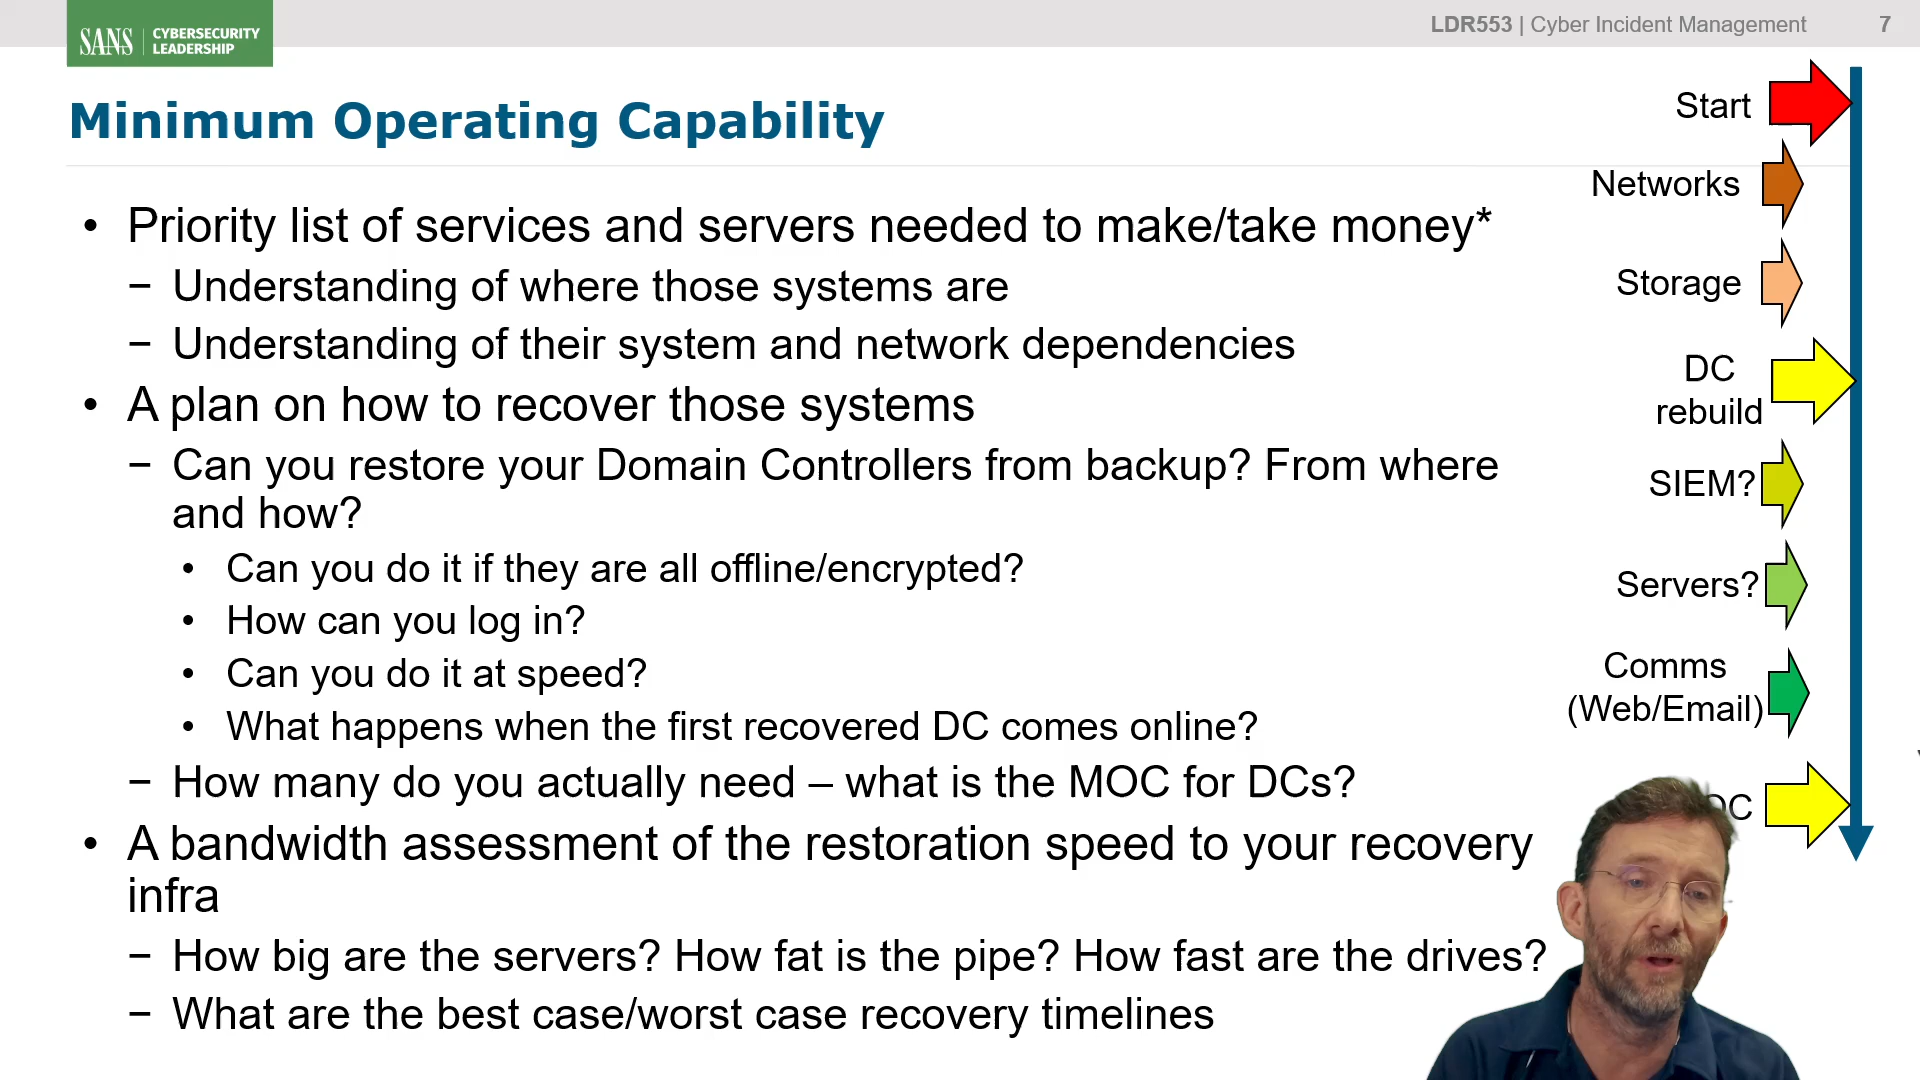 SANS
CYBERSECURITY
LEADERSHIP
LDR553 | Cyber Incident Management
7
Minimum Operating Capability
• Priority list of services and servers needed to make/take money*
− Understanding of where those systems are
− Understanding of their system and network dependencies
• A plan on how to recover those systems
− Can you restore your Domain Controllers from backup? From where
and how?
• Can you do it if they are all offline/encrypted?
• How can you log in?
• Can you do it at speed?
• What happens when the first recovered DC comes online?
− How many do you actually need – what is the MOC for DCs?
• A bandwidth assessment of the restoration speed to your recovery
infra
− How big are the servers? How fat is the pipe? How fast are the drives?
− What are the best case/worst case recovery timelines
Start
Networks
Storage
DC
rebuild
SIEM?
Servers?
Comms
(Web/Email)